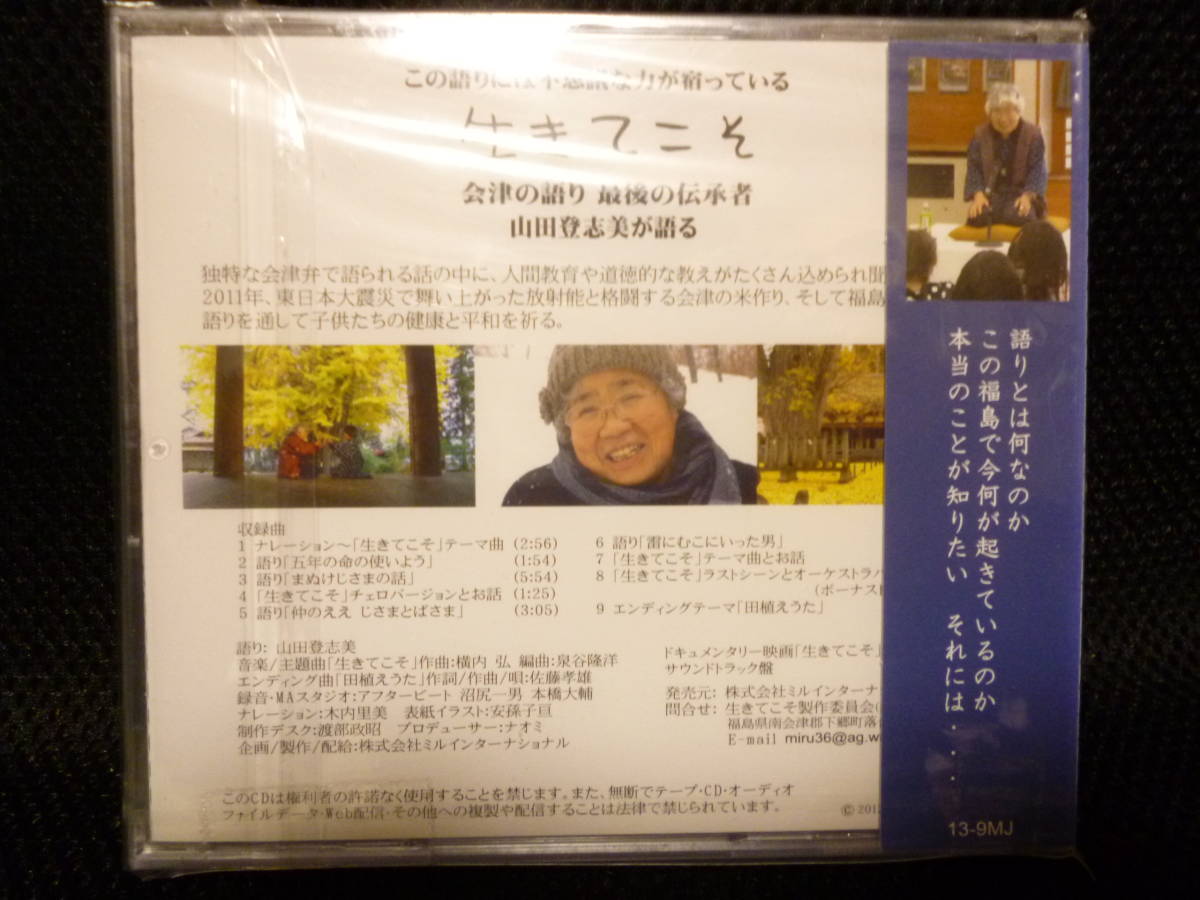 この語りには不思議な力が宿っている
生きてこそ
会津の語り 最後の伝承者
山田登志美が語る
独特な会津弁で語られる話の中に、人間教育や道徳的な教えがたくさん込められ聞
2011年、東日本大震災で舞い上がった放射能と格闘する会津の米作り、そして福島
語りを通して子供たちの健康と平和を祈る。
収録曲
1 ナレーション～「生きてこそ」テーマ曲 (2:56)
2 語り「五年の命の使いよう」 (1:54)
3 語り「まぬけじさまの話」 (5:54)
4 「生きてこそ」チェロバージョンとお話 (1:25)
5 語り「仲のええ じさまとばさま」 (3:05)
6 語り「雷にむこにいった男」
7 「生きてこそ」テーマ曲とお話
8 「生きてこそ」ラストシーンとオーケストラバ
(ボーナス
9 エンディングテーマ「田植えうた」
語り: 山田登志美
音楽/主題曲「生きてこそ」作曲:横内 弘 編曲:泉谷隆洋
エンディング曲「田植えうた」作詞/作曲/唄:佐藤孝雄
録音・MAスタジオ:アフタービート 沼尻一男 本橋大輔
ナレーション:木内里美 表紙イラスト:安孫子亘
制作デスク:渡部政昭 プロデューサー:ナオミ
企画/製作/配給:株式会社ミルインターナショナル
ドキュメンタリー映画「生きてこそ」
サウンドトラック盤
発売元: 株式会社ミルインターナ
問合せ: 生きてこそ製作委員会(
福島県南会津郡下郷町落
E-mail miru36@ag.w
このCDは権利者の許諾なく使用することを禁じます。また、無断でテープ・CD・オーディオ
ファイルデータ・Web配信・その他への複製や配信することは法律で禁じられています。
©201
語りとは何なのか
この福島で今何が起きているのか
本当のことが知りたい それには・・・・・・
13-9MJ